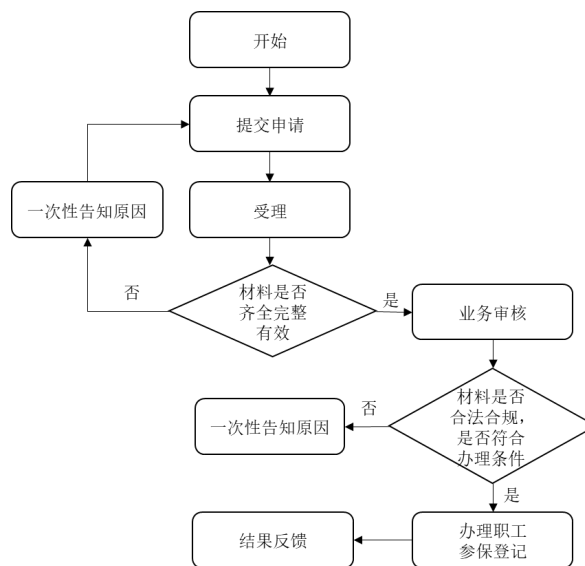 开始
提交申请
一次性告知原因
受理
否
材料是否
齐全完整
有效
是
业务审核
一次性告知原因
否
材料是否
合法合规，
是否符合
办理条件
是
结果反馈
办理职工
参保登记